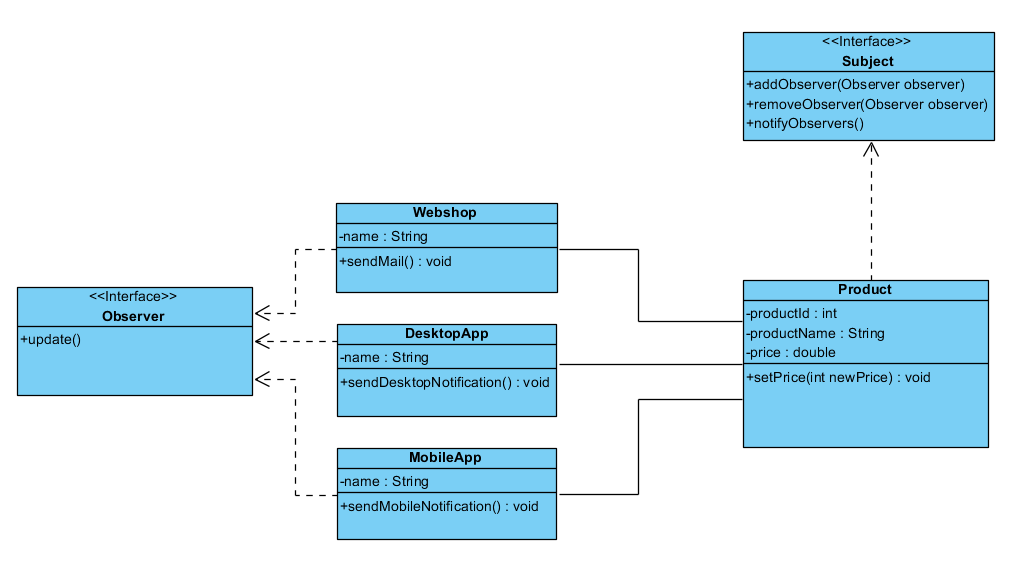 <<Interface>>
Subject
+addObserver(Observer observer)
+removeObserver(Observer observer)
+notifyObservers()
Webshop
-name : String
+sendMail() : void
<<Interface>>
Observer
+update()
DesktopApp
-name : String
+sendDesktopNotification() : void
MobileApp
-name : String
+sendMobileNotification() : void
Product
-productId : int
-productName : String
-price : double
+setPrice(int newPrice) : void